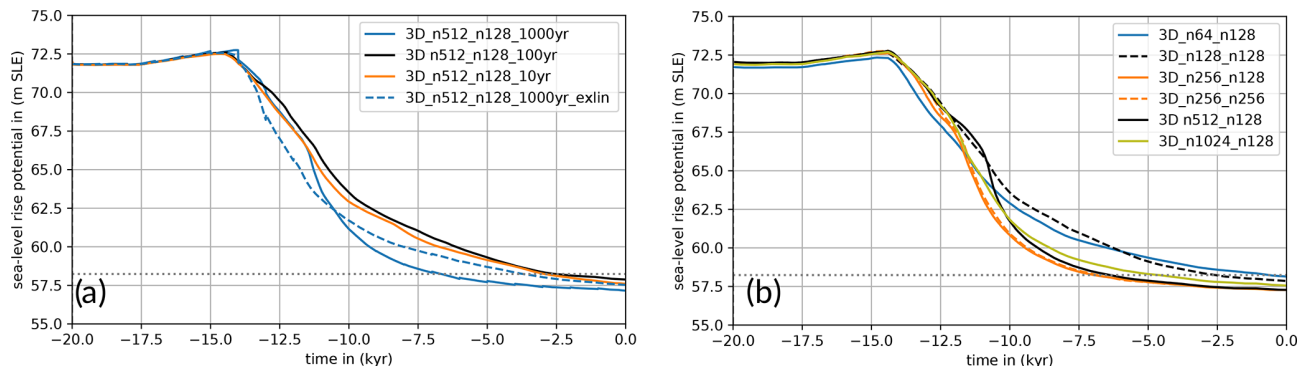 75.0
72.5
70.0
67.5
65.0
62.5
60.0
57.5
55.0
sea-level rise potential in (m SLE)
3D_n512_n128_1000yr
3D n512_n128_100yr
3D_n512_n128_10yr
3D_n512_n128_1000yr_exlin
(a)
−20.0 −17.5 −15.0 −12.5 −10.0 −7.5 −5.0 −2.5 0.0
time in (kyr)
75.0
72.5
70.0
67.5
65.0
62.5
60.0
57.5
55.0
sea-level rise potential in (m SLE)
3D_n64_n128
3D_n128_n128
3D_n256_n128
3D_n256_n256
3D n512_n128
3D_n1024_n128
(b)
−20.0 −17.5 −15.0 −12.5 −10.0 −7.5 −5.0 −2.5 0.0
time in (kyr)